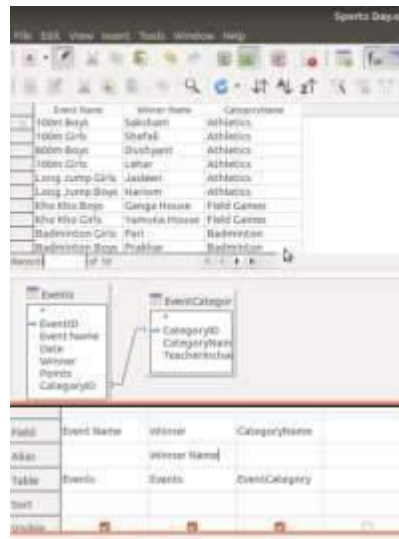 Sports Day.o
File Edit View Insert Tools Window Help
Event Name Winner Name CategoryName
100m Boys Saksham Athletics
100m Girls Shefali Athletics
800m Boys Dushyant Athletics
100m Girls Lehar Athletics
Long Jump Girls Jasleen Athletics
Long Jump Boys Hariom Athletics
Kho Kho Boys Ganga House Field Games
Kho Kho Girls Yamuna House Field Games
Badminton Girls Pari Badminton
Badminton Boys Prakhar Badminton
Record of 10
Events
EventCategor
*
EventID
Event Name
Date
Winner
Points
CategoryID
*
CategoryID
CategoryNam
TeacherIncha
Field Event Name Winner CategoryName
Alias Winner Name
Table Events Events EventCategory
Sort
Visible